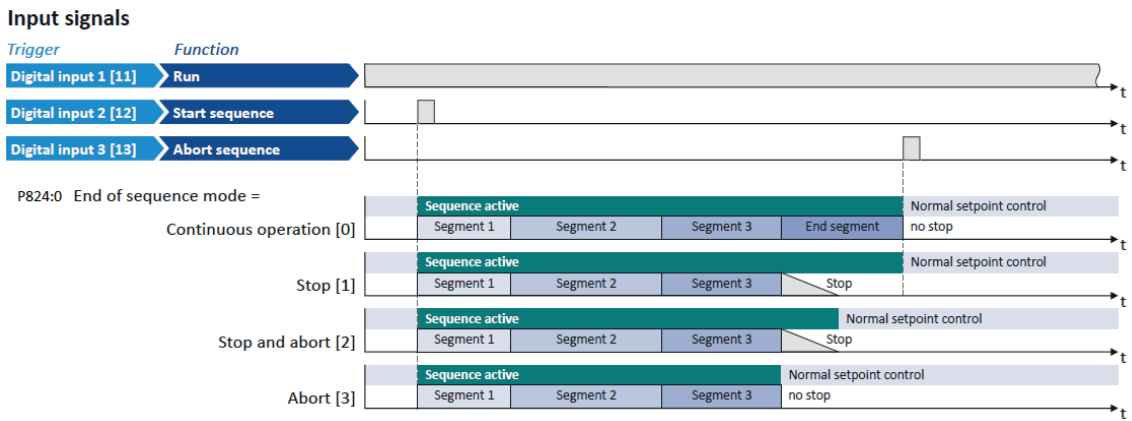 Input signals
Trigger Function
Digital input 1 [11] Run
t
Digital input 2 [12] Start sequence
t
Digital input 3 [13] Abort sequence
t
P824:0 End of sequence mode =
Sequence active Normal setpoint control
Continuous operation [0] Segment 1 Segment 2 Segment 3 End segment no stop
t
Sequence active Normal setpoint control
Stop [1] Segment 1 Segment 2 Segment 3 Stop
t
Sequence active Normal setpoint control
Stop and abort [2] Segment 1 Segment 2 Segment 3 Stop
t
Sequence active Normal setpoint control
Abort [3] Segment 1 Segment 2 Segment 3 no stop
t